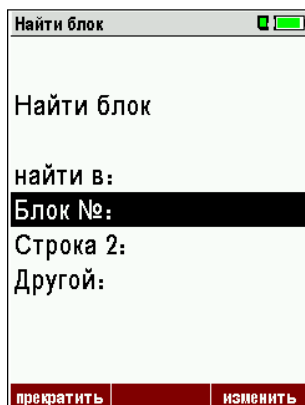 Найти блок
Найти блок
найти в:
Блок №:
Строка 2:
Другой:
прекратить изменить